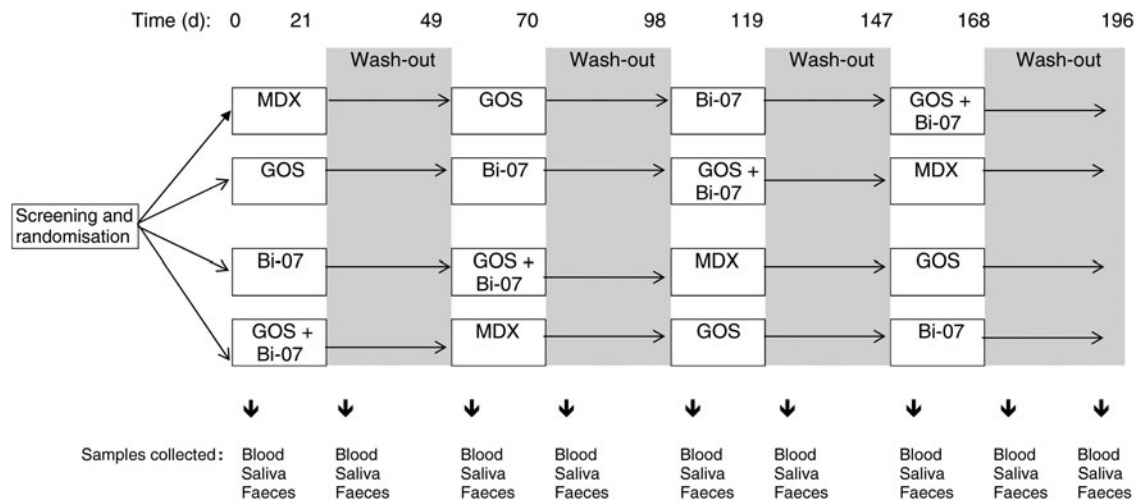 Time (d): 0 21 49 70 98 119 147 168 196
Wash-out Wash-out Wash-out Wash-out
MDX GOS Bi-07 GOS +
Bi-07
GOS Bi-07 GOS +
Bi-07 MDX
Screening and
randomisation
Bi-07 GOS +
Bi-07 MDX GOS
GOS +
Bi-07 MDX GOS Bi-07
Samples collected: Blood Blood Blood Blood Blood Blood Blood Blood Blood
Saliva Saliva Saliva Saliva Saliva Saliva Saliva Saliva Saliva
Faeces Faeces Faeces Faeces Faeces Faeces Faeces Faeces Faeces